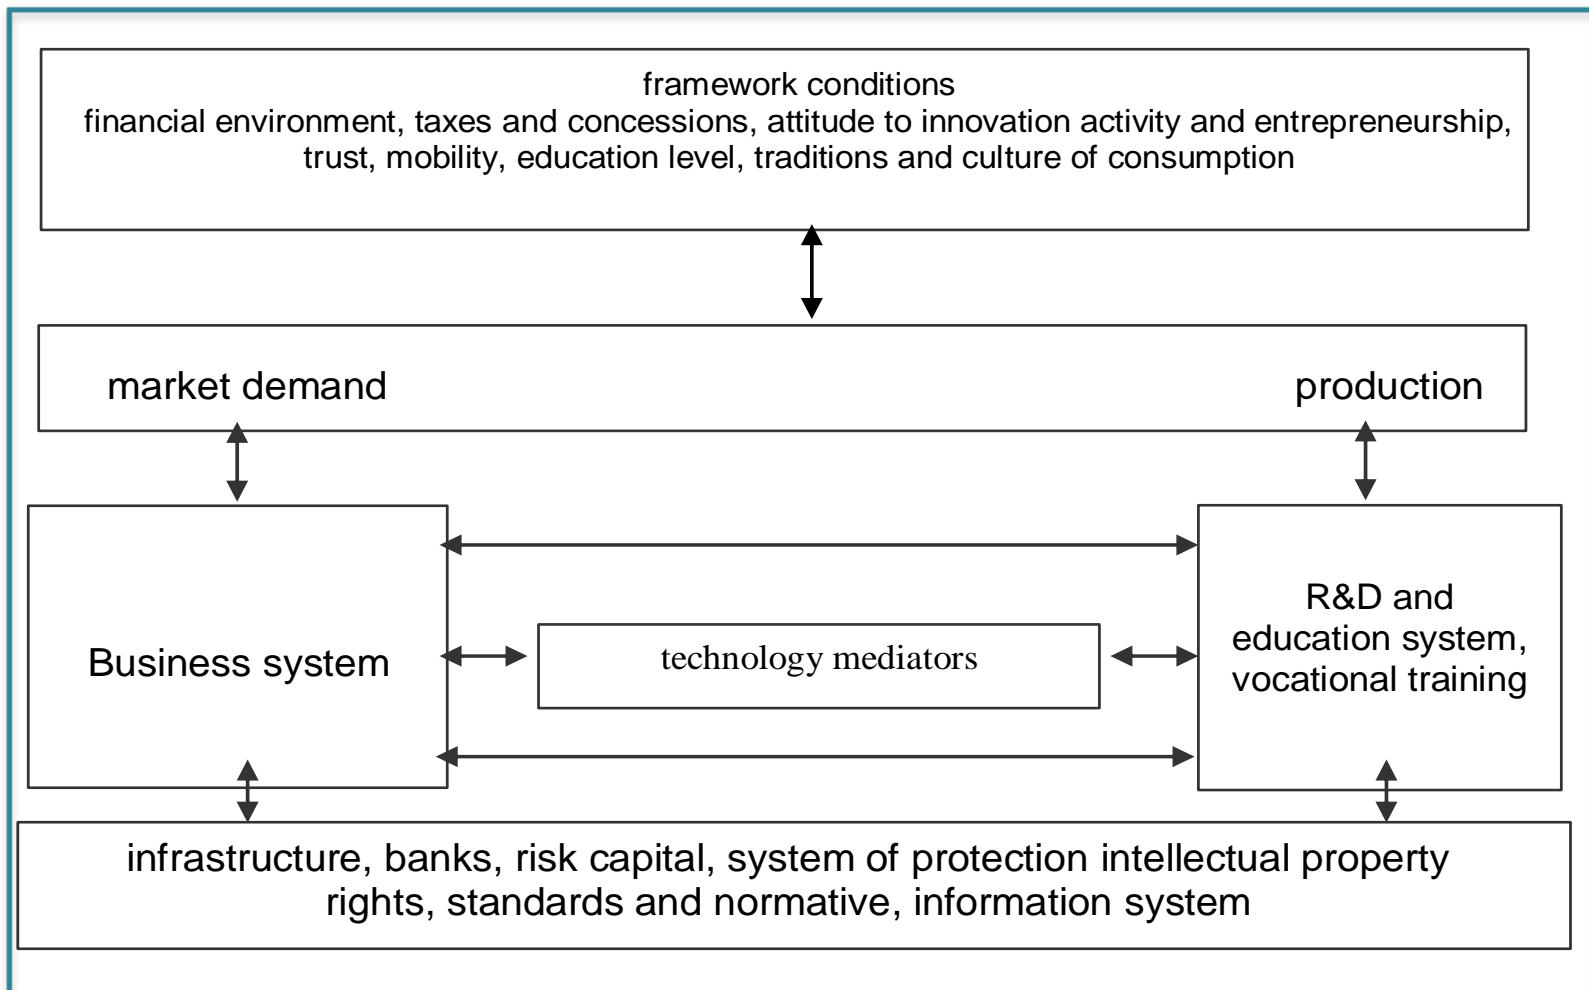 framework conditions
financial environment, taxes and concessions, attitude to innovation activity and entrepreneurship,
trust, mobility, education level, traditions and culture of consumption
market demand
production
Business system
technology mediators
R&D and
education system,
vocational training
infrastructure, banks, risk capital, system of protection intellectual property
rights, standards and normative, information system